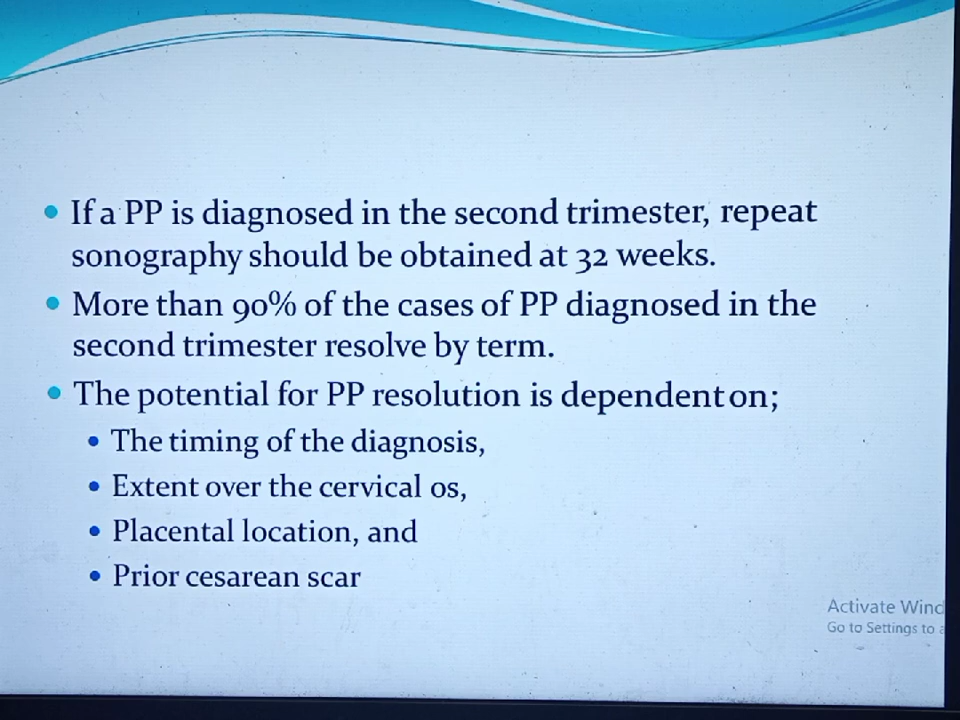 • If a PP is diagnosed in the second trimester, repeat
sonography should be obtained at 32 weeks.
• More than 90% of the cases of PP diagnosed in the
second trimester resolve by term.
• The potential for PP resolution is dependent on;
• The timing of the diagnosis,
• Extent over the cervical os,
• Placental location, and
• Prior cesarean scar
Activate Wind
Go to Settings to a